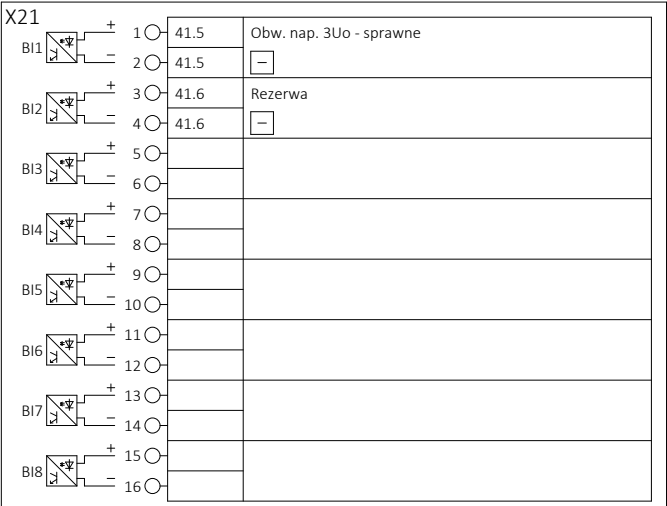 X21
BI1 + 1 41.5 Obw. nap. 3Uo - sprawne
− 2 41.5 −
BI2 + 3 41.6 Rezerwa
− 4 41.6 −
BI3 + 5
− 6
BI4 + 7
− 8
BI5 + 9
− 10
BI6 + 11
− 12
BI7 + 13
− 14
BI8 + 15
− 16